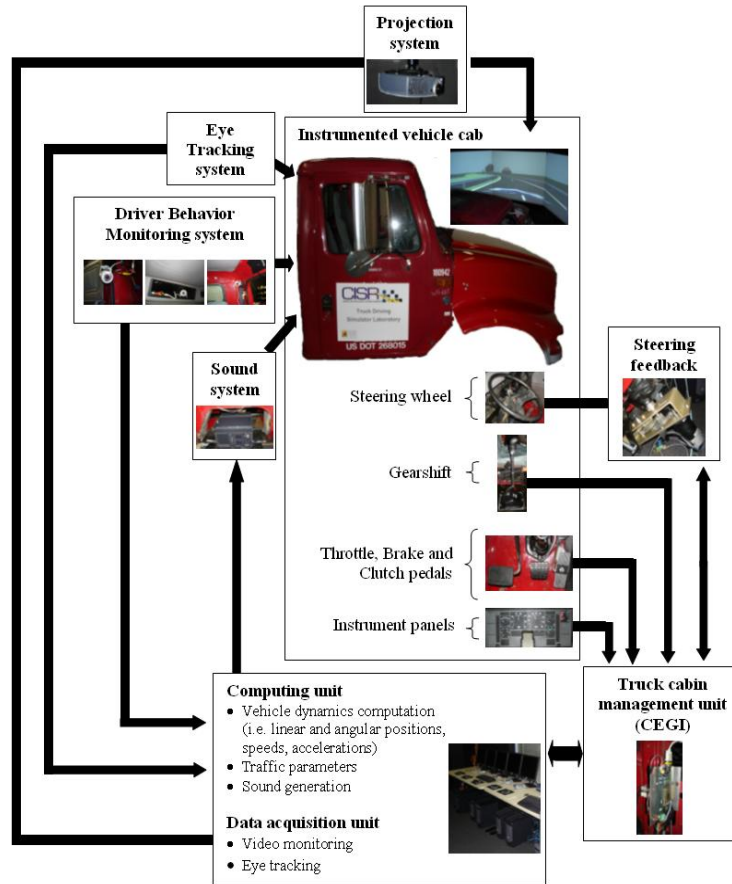 Projection
system
Eye
Tracking
system
Instrumented vehicle cab
Driver Behavior
Monitoring system
CISR
Truck Driving
Simulator Laboratory
US DOT 268015
Sound
system
Steering
feedback
Steering wheel
Gearshift
Throttle, Brake and
Clutch pedals
Instrument panels
Computing unit
• Vehicle dynamics computation
(i.e. linear and angular positions,
speeds, accelerations)
• Traffic parameters
• Sound generation
Data acquisition unit
• Video monitoring
• Eye tracking
Truck cabin
management unit
(CEGI)